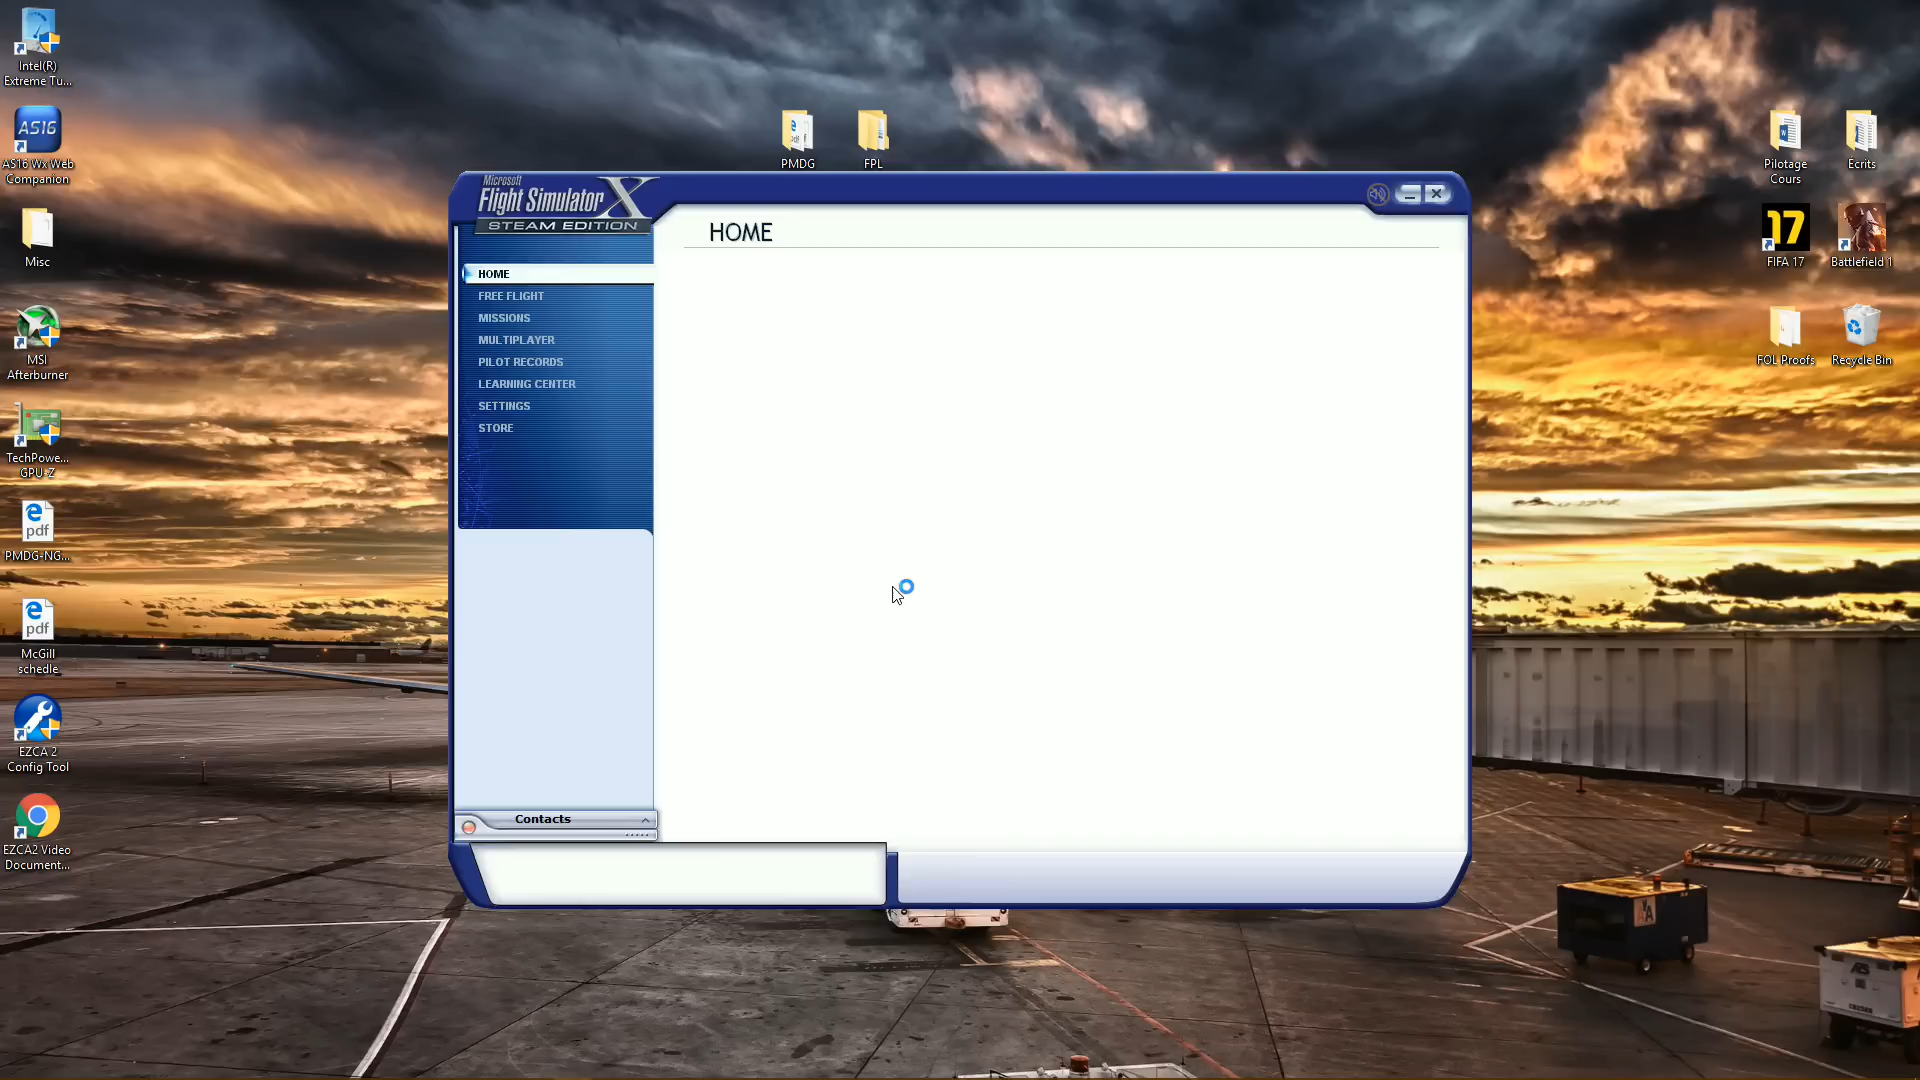 Intel(R)
Extreme Tu...
AS16
AS16 Wx Web
Companion
Misc
MSI
Afterburner
TechPowe...
GPU-Z
pdf
PMDG-NG...
pdf
McGill
schedle
EZCA 2
Config Tool
EZCA2 Video
Document...
PMDG
FPL
Pilotage
Cours
Ecrits
17
FIFA 17
Battlefield 1
FOL Proofs
Recycle Bin
Microsoft
Flight Simulator X
STEAM EDITION
HOME
HOME
FREE FLIGHT
MISSIONS
MULTIPLAYER
PILOT RECORDS
LEARNING CENTER
SETTINGS
STORE
Contacts